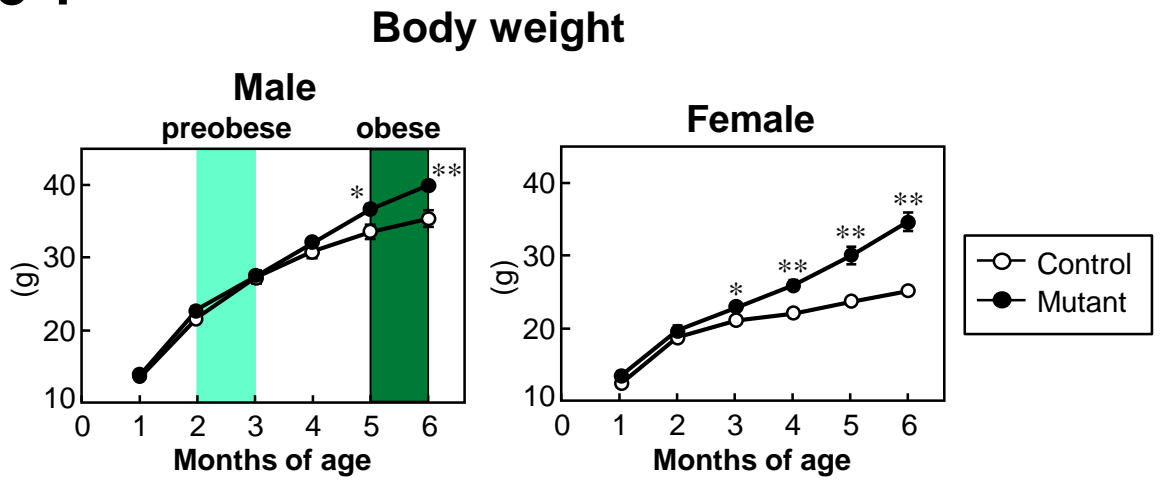 Body weight
Male
preobese obese
40
30
20
10
(g)
* **
0 1 2 3 4 5 6
Months of age
Female
40
30
20
10
(g)
* ** ** **
0 1 2 3 4 5 6
Months of age
Control
Mutant